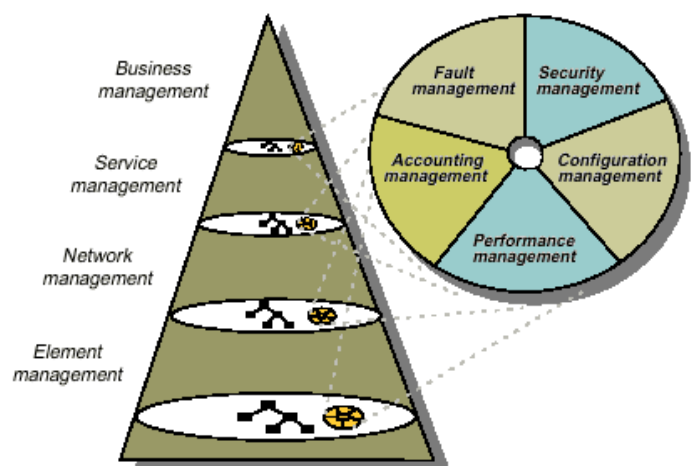 Business
management
Service
management
Network
management
Element
management
Fault
management
Security
management
Accounting
management
Configuration
management
Performance
management